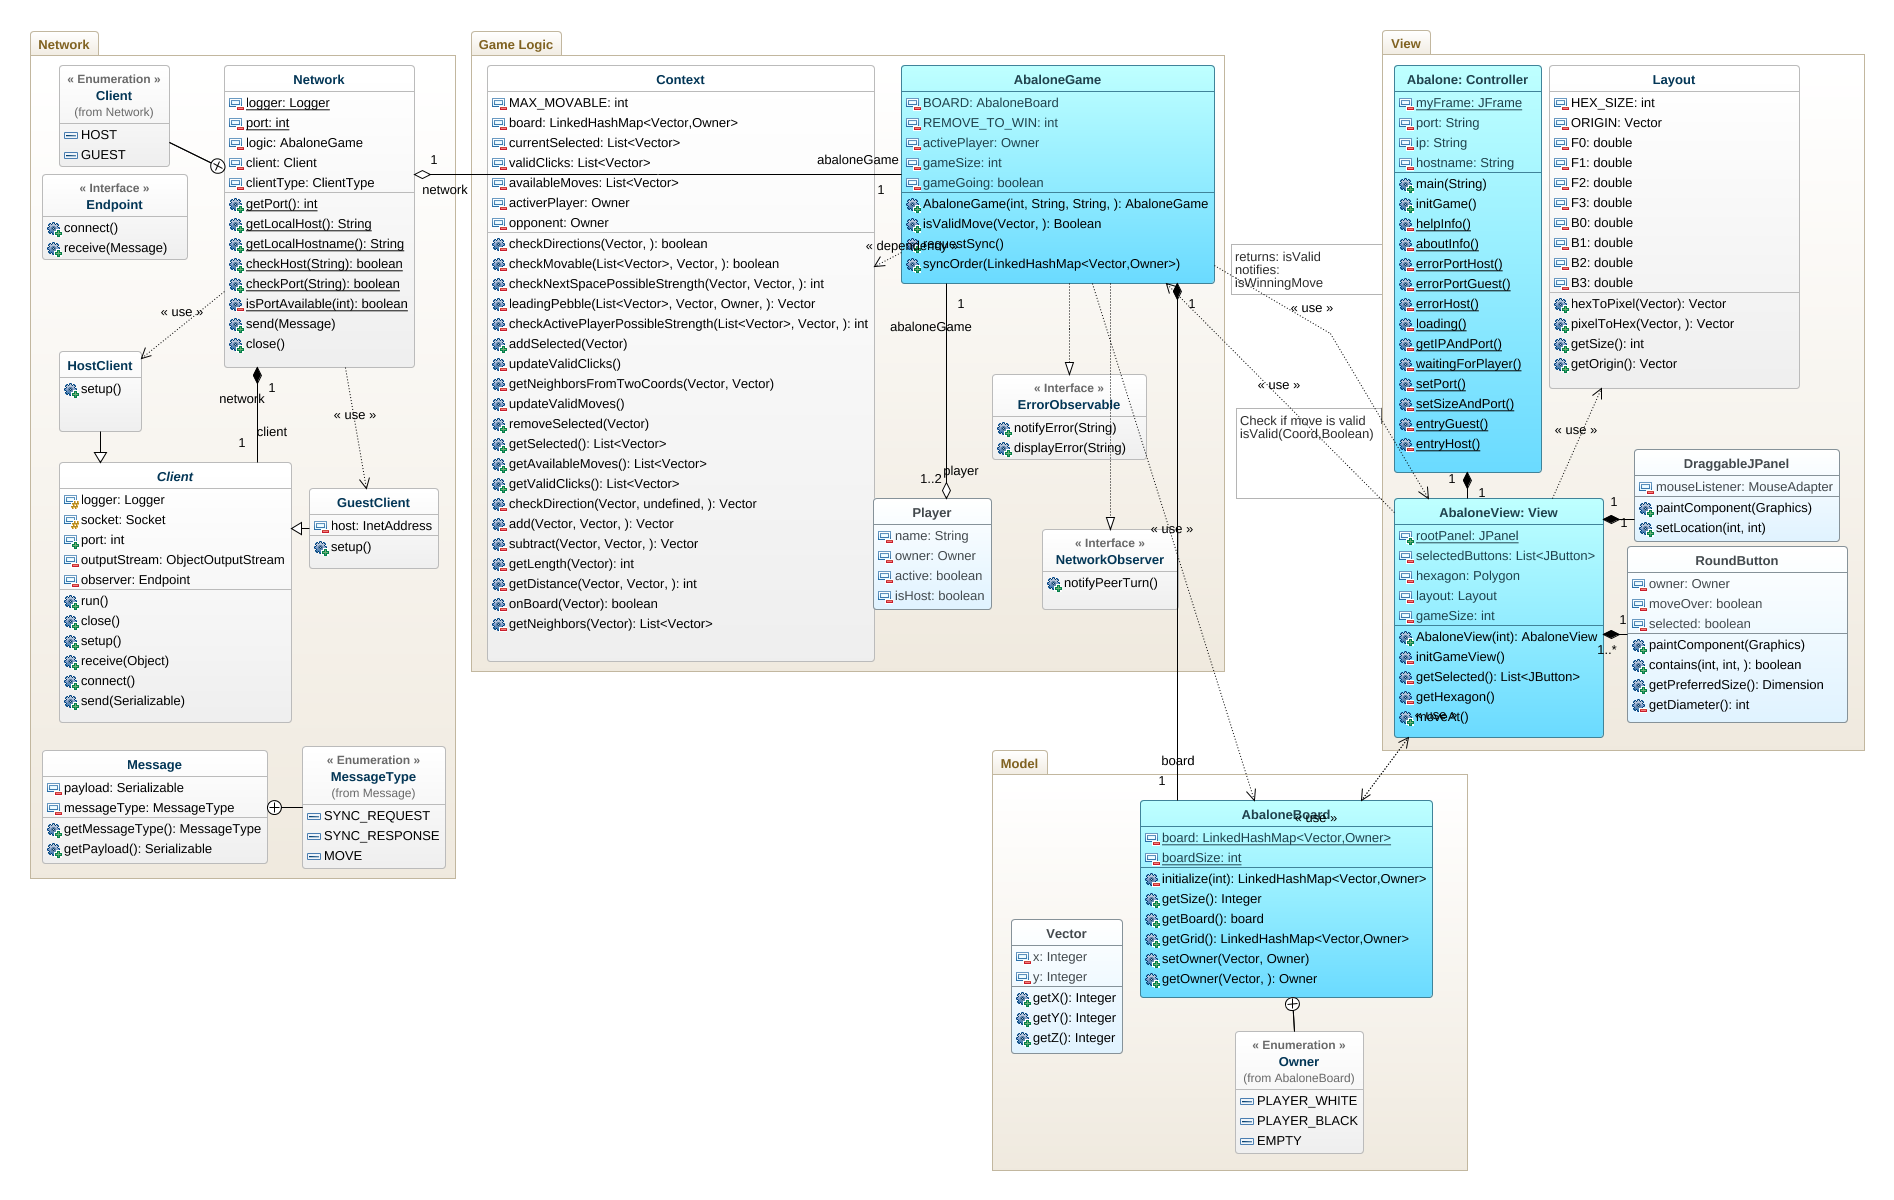 Network
« Enumeration »
Client
(from Network)
HOST
GUEST
« Interface »
Endpoint
connect()
receive(Message)
Network
logger: Logger
port: int
logic: AbaloneGame
client: Client
clientType: ClientType
getPort(): int
getLocalHost(): String
getLocalHostname(): String
checkHost(String): boolean
checkPort(String): boolean
isPortAvailable(int): boolean
send(Message)
close()
« use »
HostClient
setup()
1
network
client
1
« use »
Client
logger: Logger
socket: Socket
port: int
outputStream: ObjectOutputStream
observer: Endpoint
run()
close()
setup()
receive(Object)
connect()
send(Serializable)
GuestClient
host: InetAddress
setup()
Message
payload: Serializable
messageType: MessageType
getMessageType(): MessageType
getPayload(): Serializable
« Enumeration »
MessageType
(from Message)
SYNC_REQUEST
SYNC_RESPONSE
MOVE
1
network
Game Logic
Context
MAX_MOVABLE: int
board: LinkedHashMap<Vector,Owner>
currentSelected: List<Vector>
validClicks: List<Vector>
availableMoves: List<Vector>
activerPlayer: Owner
opponent: Owner
checkDirections(Vector, ): boolean
checkMovable(List<Vector>, Vector, ): boolean
checkNextSpacePossibleStrength(Vector, Vector, ): int
leadingPebble(List<Vector>, Vector, Owner, ): Vector
checkActivePlayerPossibleStrength(List<Vector>, Vector, ): int
addSelected(Vector)
updateValidClicks()
getNeighborsFromTwoCoords(Vector, Vector)
updateValidMoves()
removeSelected(Vector)
getSelected(): List<Vector>
getAvailableMoves(): List<Vector>
getValidClicks(): List<Vector>
checkDirection(Vector, undefined, ): Vector
add(Vector, Vector, ): Vector
subtract(Vector, Vector, ): Vector
getLength(Vector): int
getDistance(Vector, Vector, ): int
onBoard(Vector): boolean
getNeighbors(Vector): List<Vector>
abaloneGame
1
AbaloneGame
BOARD: AbaloneBoard
REMOVE_TO_WIN: int
activePlayer: Owner
gameSize: int
gameGoing: boolean
AbaloneGame(int, String, String, ): AbaloneGame
isValidMove(Vector, ): Boolean
requestSync()
syncOrder(LinkedHashMap<Vector,Owner>)
« dependency »
1
abaloneGame
1
« Interface »
ErrorObservable
notifyError(String)
displayError(String)
1..2
player
Player
name: String
owner: Owner
active: boolean
isHost: boolean
« use »
« Interface »
NetworkObserver
notifyPeerTurn()
returns: isValid
notifies:
isWinningMove
« use »
« use »
Check if move is valid
isValid(Coord,Boolean)
View
Abalone: Controller
myFrame: JFrame
port: String
ip: String
hostname: String
main(String)
initGame()
helpInfo()
aboutInfo()
errorPortHost()
errorPortGuest()
errorHost()
loading()
getIPAndPort()
waitingForPlayer()
setPort()
setSizeAndPort()
entryGuest()
entryHost()
Layout
HEX_SIZE: int
ORIGIN: Vector
F0: double
F1: double
F2: double
F3: double
B0: double
B1: double
B2: double
B3: double
hexToPixel(Vector): Vector
pixelToHex(Vector, ): Vector
getSize(): int
getOrigin(): Vector
« use »
1
1
AbaloneView: View
rootPanel: JPanel
selectedButtons: List<JButton>
hexagon: Polygon
layout: Layout
gameSize: int
AbaloneView(int): AbaloneView
initGameView()
getSelected(): List<JButton>
getHexagon()
moveAt()
« use »
1
1
DraggableJPanel
mouseListener: MouseAdapter
paintComponent(Graphics)
setLocation(int, int)
1
1..*
RoundButton
owner: Owner
moveOver: boolean
selected: boolean
paintComponent(Graphics)
contains(int, int, ): boolean
getPreferredSize(): Dimension
getDiameter(): int
Model
board
1
AbaloneBoard
« use »
board: LinkedHashMap<Vector,Owner>
boardSize: int
initialize(int): LinkedHashMap<Vector,Owner>
getSize(): Integer
getBoard(): board
getGrid(): LinkedHashMap<Vector,Owner>
setOwner(Vector, Owner)
getOwner(Vector, ): Owner
Vector
x: Integer
y: Integer
getX(): Integer
getY(): Integer
getZ(): Integer
« Enumeration »
Owner
(from AbaloneBoard)
PLAYER_WHITE
PLAYER_BLACK
EMPTY